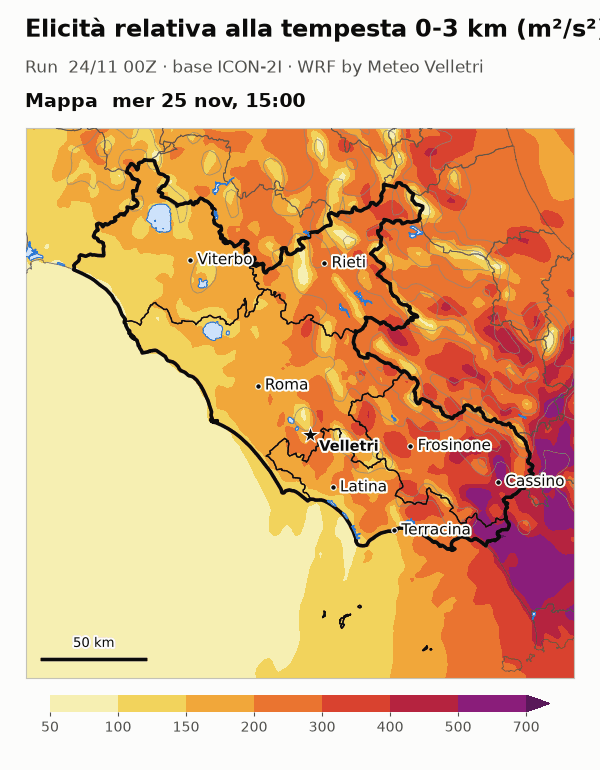 Elicità relativa alla tempesta 0-3 km (m²/s²)
Run 24/11 00Z · base ICON-2I · WRF by Meteo Velletri
Mappa mer 25 nov, 15:00
Viterbo
Rieti
Roma
Velletri
Frosinone
Latina
Cassino
Terracina
50 km
50 100 150 200 300 400 500 700